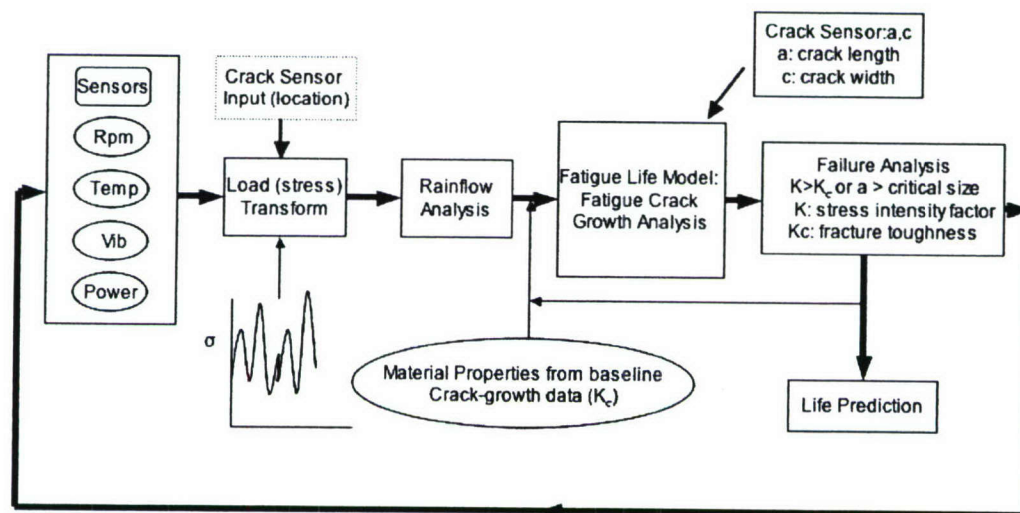 Sensors
Rpm
Temp
Vib
Power
Crack Sensor
Input (location)
Load (stress)
Transform
σ
Rainflow
Analysis
Material Properties from baseline
Crack-growth data (Kc)
Crack Sensor:a,c
a: crack length
c: crack width
Fatigue Life Model:
Fatigue Crack
Growth Analysis
Failure Analysis
K>Kc or a > critical size
K: stress intensity factor
Kc: fracture toughness
Life Prediction